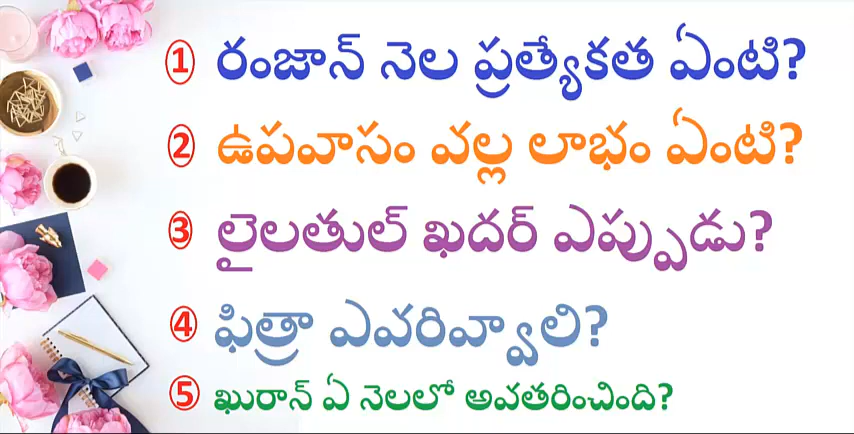 ① రంజాన్ నెల ప్రత్యేకత ఏంటి?
② ఉపవాసం వల్ల లాభం ఏంటి?
③ లైలతుల్ ఖదర్ ఎప్పుడు?
④ ఫిత్రా ఎవరివ్వాలి?
⑤ ఖురాన్ ఏ నెలలో అవతరించింది?